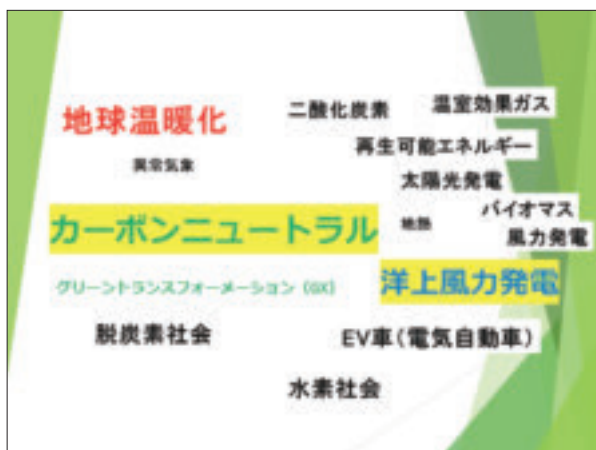 地球温暖化
二酸化炭素
温室効果ガス
再生可能エネルギー
異常気象
太陽光発電
カーボンニュートラル
地熱
バイオマス
風力発電
グリーントランスフォーメーション（GX）
洋上風力発電
脱炭素社会
EV車（電気自動車）
水素社会